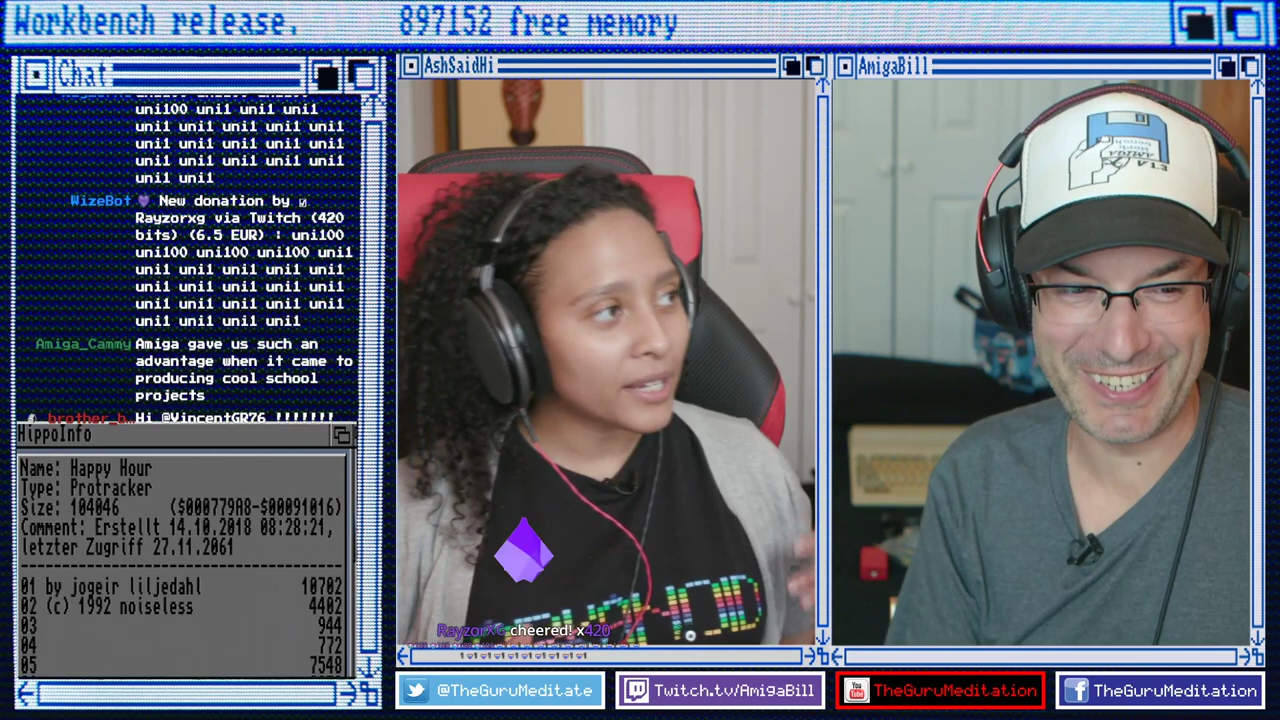 Workbench release. 897152 free memory
Chat
uni100 uni1 uni1 uni1
uni1 uni1 uni1 uni1 uni1
uni1 uni1 uni1 uni1 uni1
uni1 uni1 uni1 uni1 uni1
uni1 uni1
WizeBot New donation by
Rayzorxg via Twitch (420
bits) (6.5 EUR) : uni100
uni100 uni100 uni100 uni1
uni1 uni1 uni1 uni1 uni1
uni1 uni1 uni1 uni1 uni1
uni1 uni1 uni1 uni1 uni1
uni1 uni1 uni1 uni1
Amiga_Cammy Amiga gave us such an
advantage when it came to
producing cool school
projects
brother_b… Hi @VincentGR76 !!!!!!!
HippoInfo
Name: Happy Hour
Type: Protracker
Size: 104046 ($000779A8-$00091016)
Comment: Erstellt 14.10.2018 08:28:21,
letzter Zugriff 27.11.2061
01 by jogeir liljedahl 10702
02 (c) 1992 noiseless 4402
03 944
04 772
05 7548
AshSaidHi
RayzorXG cheered! x420
AmigaBill
@TheGuruMeditate
Twitch.tv/AmigaBill
You Tube TheGuruMeditation
f TheGuruMeditation